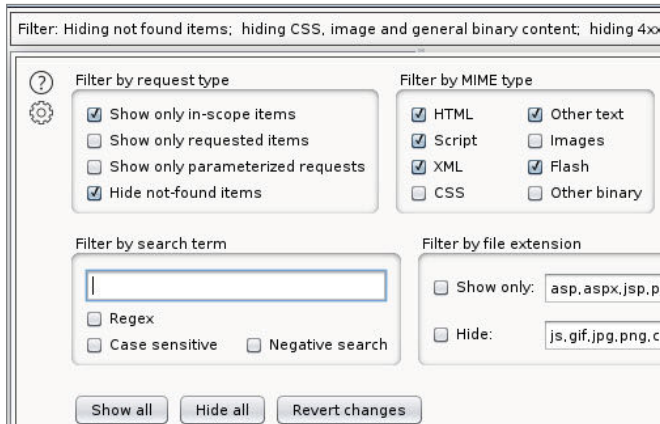 Filter: Hiding not found items; hiding CSS, image and general binary content; hiding 4xx
?
Filter by request type
Filter by MIME type
Show only in-scope items
HTML
Other text
Show only requested items
Script
Images
Show only parameterized requests
XML
Flash
Hide not-found items
CSS
Other binary
Filter by search term
Filter by file extension
Show only:
asp,aspx,jsp,p
Regex
Case sensitive
Negative search
Hide:
js,gif,jpg,png,c
Show all
Hide all
Revert changes